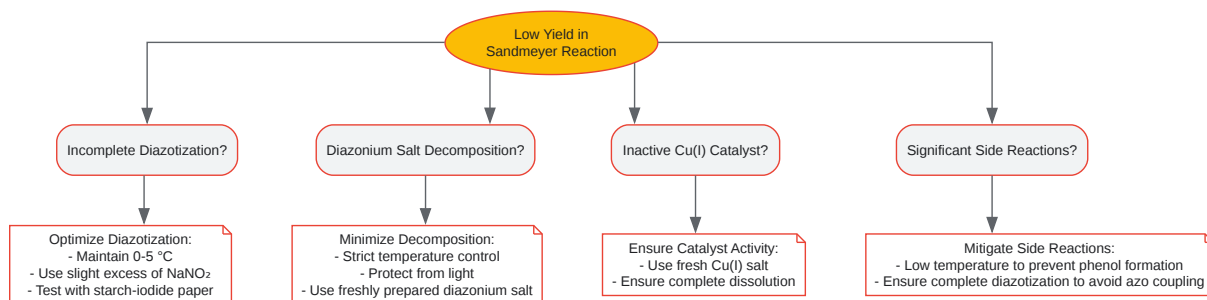 Low Yield in
Sandmeyer Reaction
Incomplete Diazotization?
Diazonium Salt Decomposition?
Inactive Cu(I) Catalyst?
Significant Side Reactions?
Optimize Diazotization:
- Maintain 0-5 °C
- Use slight excess of NaNO₂
- Test with starch-iodide paper
Minimize Decomposition:
- Strict temperature control
- Protect from light
- Use freshly prepared diazonium salt
Ensure Catalyst Activity:
- Use fresh Cu(I) salt
- Ensure complete dissolution
Mitigate Side Reactions:
- Low temperature to prevent phenol formation
- Ensure complete diazotization to avoid azo coupling